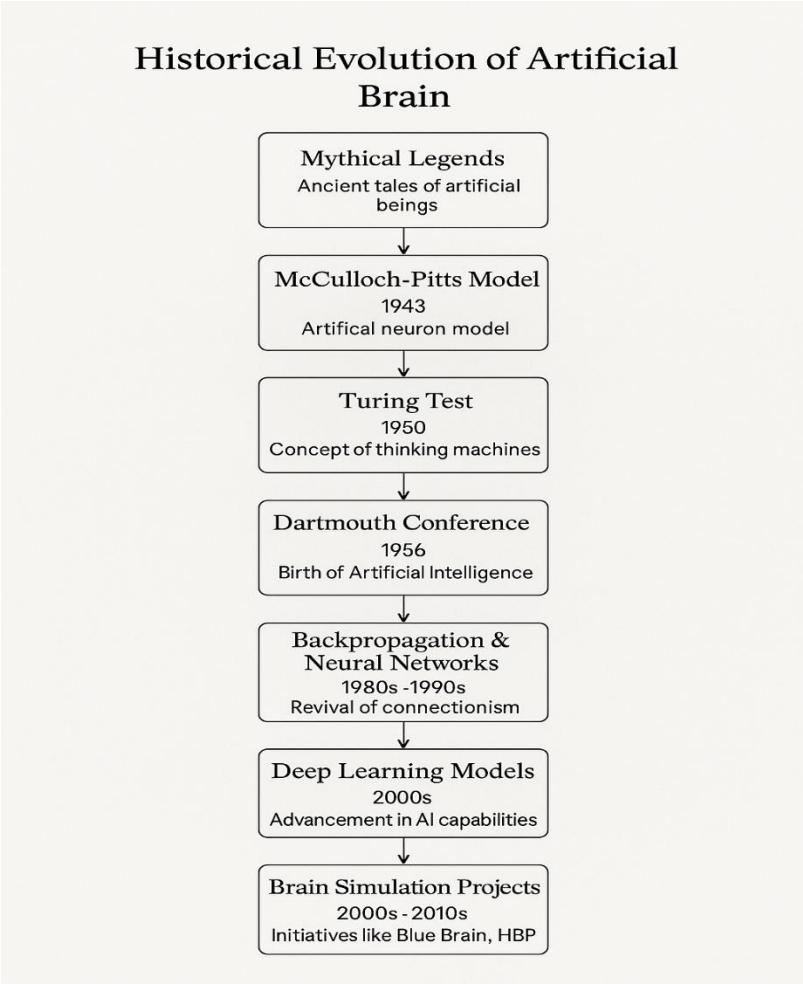 Historical Evolution of Artificial
Brain
Mythical Legends
Ancient tales of artificial
beings
McCulloch-Pitts Model
1943
Artifical neuron model
Turing Test
1950
Concept of thinking machines
Dartmouth Conference
1956
Birth of Artificial Intelligence
Backpropagation &
Neural Networks
1980s -1990s
Revival of connectionism
Deep Learning Models
2000s
Advancement in AI capabilities
Brain Simulation Projects
2000s - 2010s
Initiatives like Blue Brain, HBP